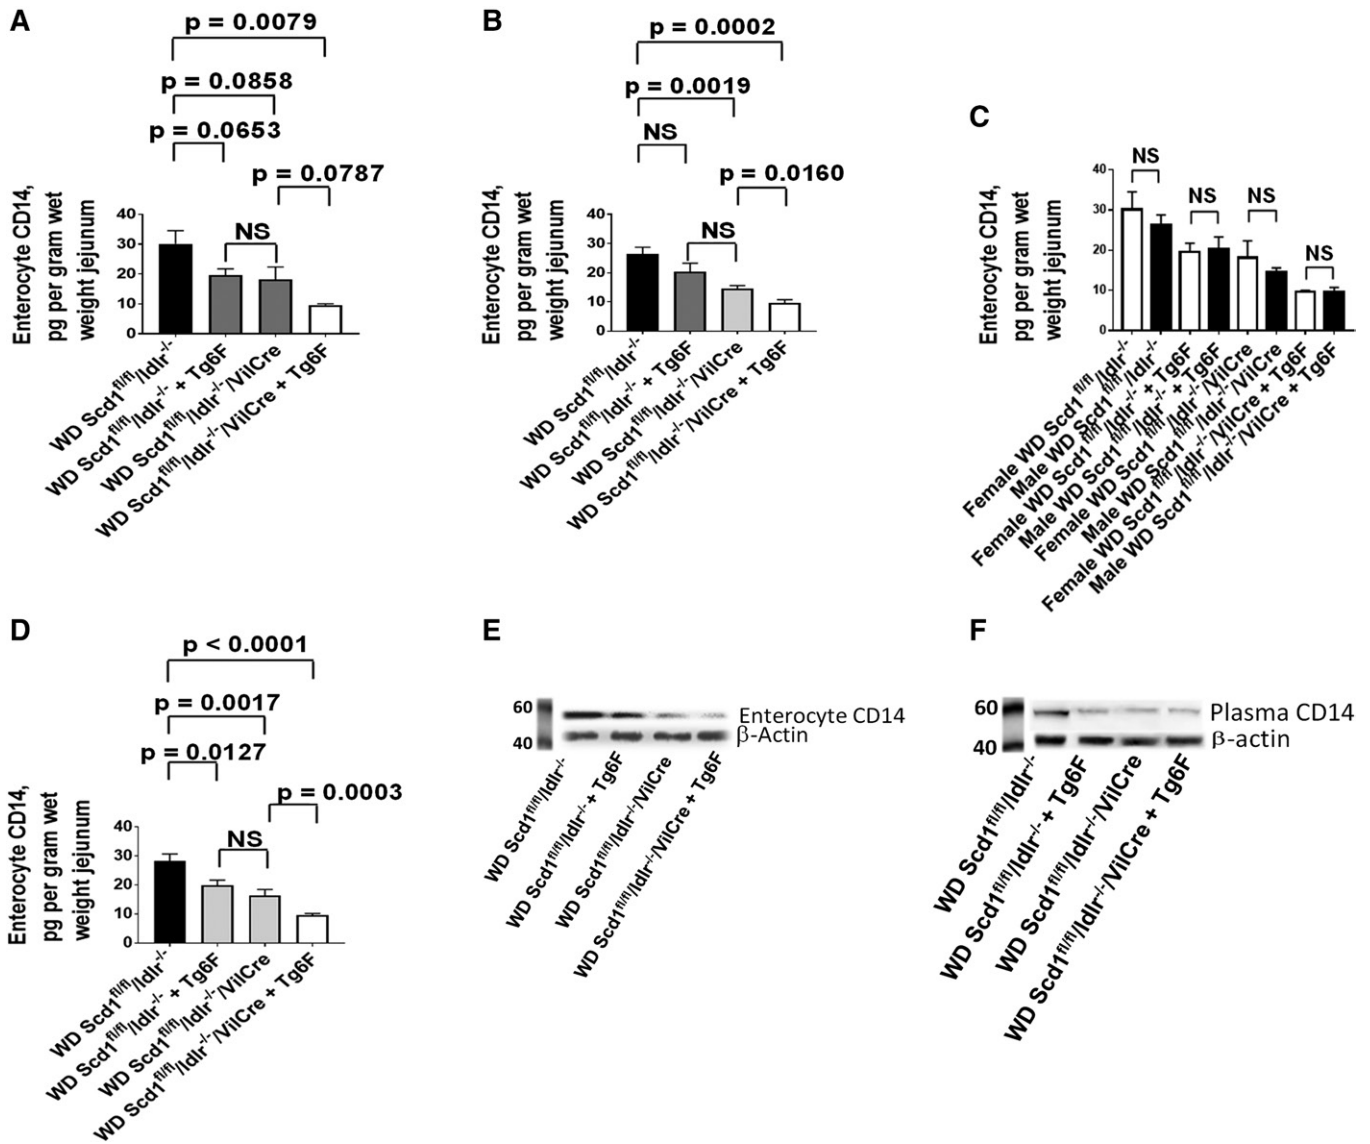 A
p = 0.0079
p = 0.0858
p = 0.0653
p = 0.0787
NS
Enterocyte CD14,
pg per gram wet
weight jejunum
40
30
20
10
0
WD Scd1fl/fl/ldlr-/-
WD Scd1fl/fl/ldlr-/- + Tg6F
WD Scd1fl/fl/ldlr-/-/VilCre
WD Scd1fl/fl/ldlr-/-/VilCre + Tg6F
B
p = 0.0002
p = 0.0019
NS
p = 0.0160
NS
Enterocyte CD14,
pg per gram wet
weight jejunum
40
30
20
10
0
WD Scd1fl/fl/ldlr-/-
WD Scd1fl/fl/ldlr-/- + Tg6F
WD Scd1fl/fl/ldlr-/-/VilCre
WD Scd1fl/fl/ldlr-/-/VilCre + Tg6F
C
NS
NS
NS
NS
Enterocyte CD14,
pg per gram wet
weight jejunum
40
30
20
10
0
Female WD Scd1fl/fl/ldlr-/-
Male WD Scd1fl/fl/ldlr-/-
Female WD Scd1fl/fl/ldlr-/- + Tg6F
Male WD Scd1fl/fl/ldlr-/- + Tg6F
Female WD Scd1fl/fl/ldlr-/-/VilCre
Male WD Scd1fl/fl/ldlr-/-/VilCre
Female WD Scd1fl/fl/ldlr-/-/VilCre + Tg6F
Male WD Scd1fl/fl/ldlr-/-/VilCre + Tg6F
D
p < 0.0001
p = 0.0017
p = 0.0127
p = 0.0003
NS
Enterocyte CD14,
pg per gram wet
weight jejunum
40
30
20
10
0
WD Scd1fl/fl/ldlr-/-
WD Scd1fl/fl/ldlr-/- + Tg6F
WD Scd1fl/fl/ldlr-/-/VilCre
WD Scd1fl/fl/ldlr-/-/VilCre + Tg6F
E
60
40
Enterocyte CD14
β-Actin
WD Scd1fl/fl/ldlr-/-
WD Scd1fl/fl/ldlr-/- + Tg6F
WD Scd1fl/fl/ldlr-/-/VilCre
WD Scd1fl/fl/ldlr-/-/VilCre + Tg6F
F
60
40
Plasma CD14
β-actin
WD Scd1fl/fl/ldlr-/-
WD Scd1fl/fl/ldlr-/- + Tg6F
WD Scd1fl/fl/ldlr-/-/VilCre
WD Scd1fl/fl/ldlr-/-/VilCre + Tg6F